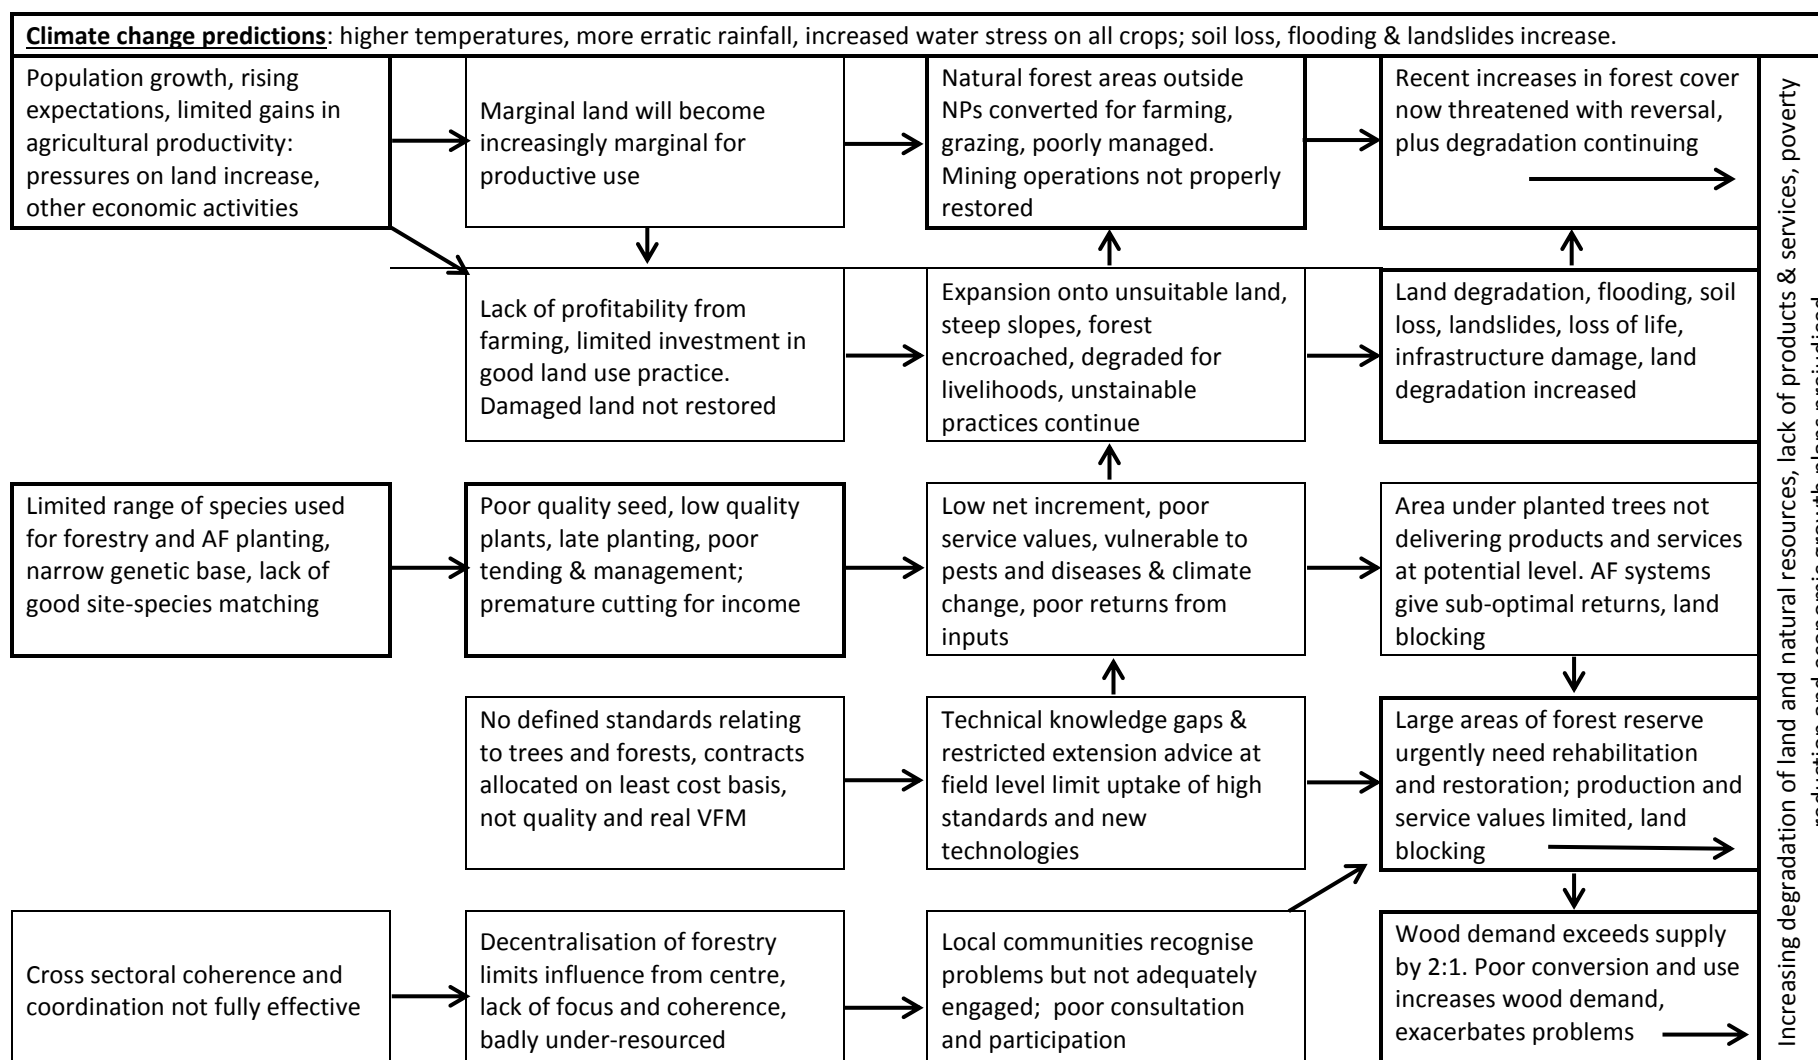 Climate change predictions: higher temperatures, more erratic rainfall, increased water stress on all crops; soil loss, flooding & landslides increase.
Population growth, rising
expectations, limited gains in
agricultural productivity:
pressures on land increase,
other economic activities
Marginal land will become
increasingly marginal for
productive use
Natural forest areas outside
NPs converted for farming,
grazing, poorly managed.
Mining operations not properly
restored
Recent increases in forest cover
now threatened with reversal,
plus degradation continuing
Lack of profitability from
farming, limited investment in
good land use practice.
Damaged land not restored
Expansion onto unsuitable land,
steep slopes, forest
encroached, degraded for
livelihoods, unstainable
practices continue
Land degradation, flooding, soil
loss, landslides, loss of life,
infrastructure damage, land
degradation increased
Limited range of species used
for forestry and AF planting,
narrow genetic base, lack of
good site-species matching
Poor quality seed, low quality
plants, late planting, poor
tending & management;
premature cutting for income
Low net increment, poor
service values, vulnerable to
pests and diseases & climate
change, poor returns from
inputs
Area under planted trees not
delivering products and services
at potential level. AF systems
give sub-optimal returns, land
blocking
No defined standards relating
to trees and forests, contracts
allocated on least cost basis,
not quality and real VFM
Technical knowledge gaps &
restricted extension advice at
field level limit uptake of high
standards and new
technologies
Large areas of forest reserve
urgently need rehabilitation
and restoration; production and
service values limited, land
blocking
Cross sectoral coherence and
coordination not fully effective
Decentralisation of forestry
limits influence from centre,
lack of focus and coherence,
badly under-resourced
Local communities recognise
problems but not adequately
engaged; poor consultation
and participation
Wood demand exceeds supply
by 2:1. Poor conversion and use
increases wood demand,
exacerbates problems
Increasing degradation of land and natural resources, lack of products & services, poverty
reduction and economic growth plans prejudiced